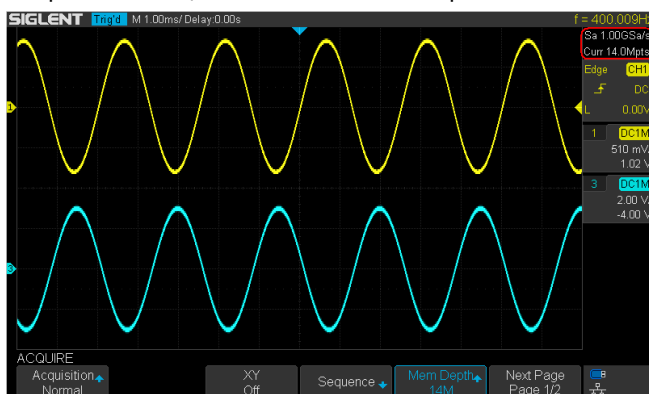 SIGLENT Trig'd M 1.00ms/ Delay:0.00s f = 400.009Hz
Sa 1.00GSa/s
Curr 14.0Mpts
Edge CH1
DC
L 0.00V
1 DC1M
510 mV/
1.02 V
3 DC1M
2.00 V/
-4.00 V
1
3
ACQUIRE
Acquisition
Normal
XY
Off
Sequence
Mem Depth
14M
Next Page
Page 1/2